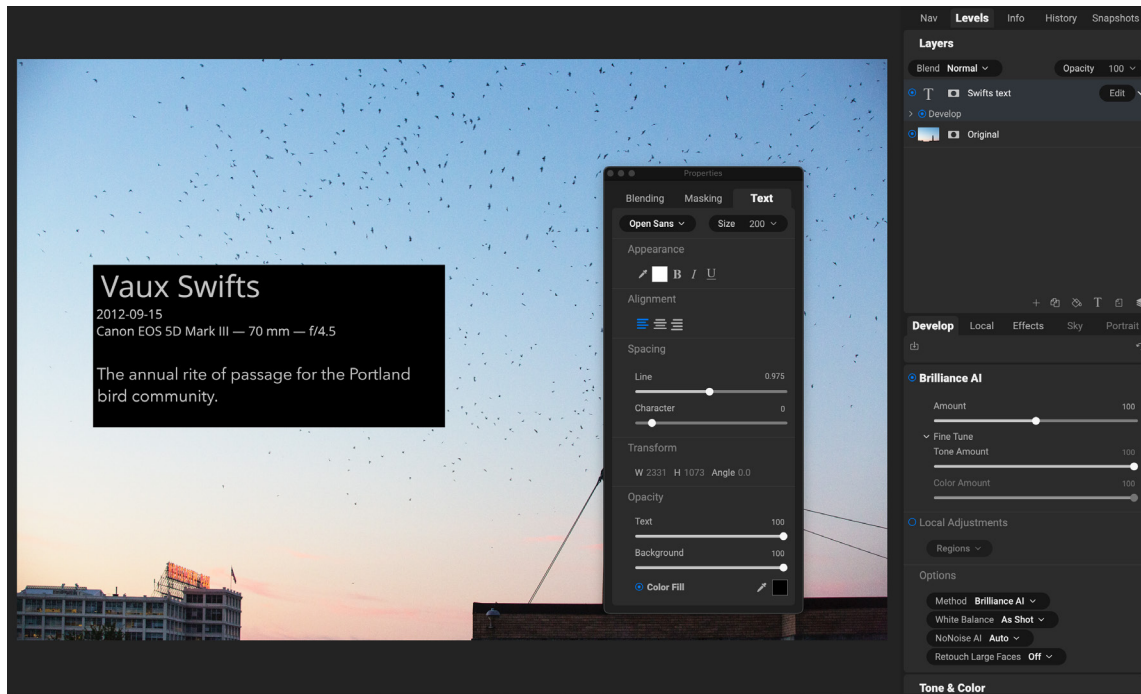 Nav Levels Info History Snapshots
Layers
Blend Normal Opacity 100
T Swifts text Edit
Develop
Original
Properties
Blending Masking Text
Open Sans Size 200
Appearance
B I U
Alignment
Spacing
Line 0.975
Character 0
Transform
W 2331 H 1073 Angle 0.0
Opacity
Text 100
Background 100
Color Fill
Vaux Swifts
2012-09-15
Canon EOS 5D Mark III — 70 mm — f/4.5
The annual rite of passage for the Portland
bird community.
T
Develop Local Effects Sky Portrait
Brilliance AI
Amount 100
Fine Tune
Tone Amount 100
Color Amount 100
Local Adjustments
Regions
Options
Method Brilliance AI
White Balance As Shot
NoNoise AI Auto
Retouch Large Faces Off
Tone & Color